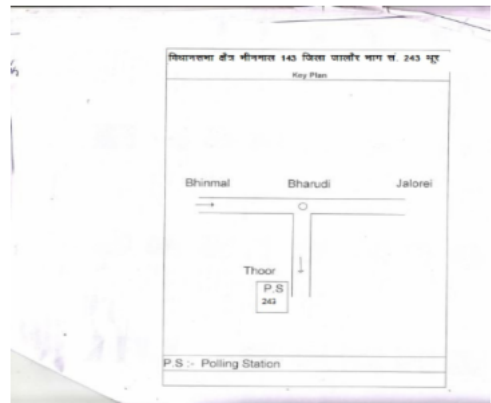 विधानसभा क्षेत्र भीनमाल 143 जिला जालौर भाग सं. 243 थूर
Key Plan
Bhinmal Bharudi Jalorei
Thoor
P.S
243
P.S :- Polling Station